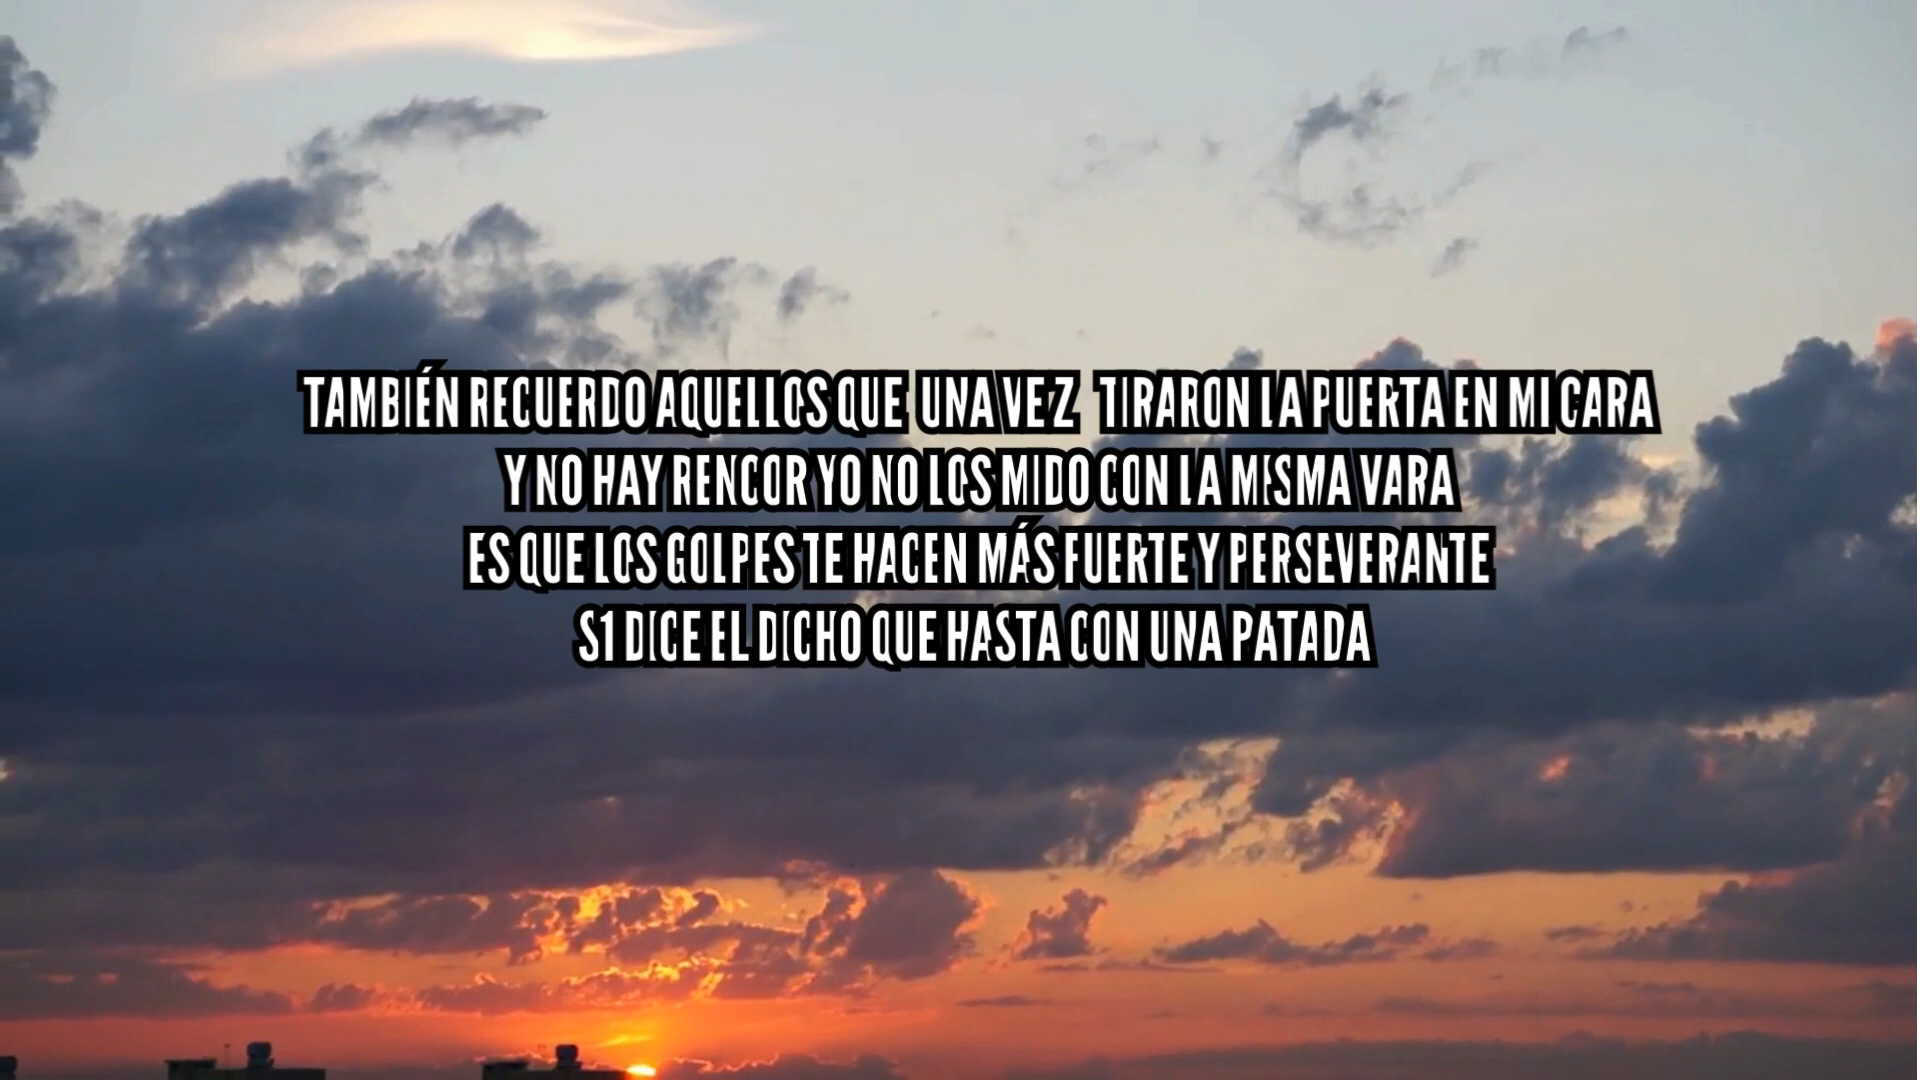 TAMBIÉN RECUERDO AQUELLOS QUE UNA VEZ TIRARON LA PUERTA EN MI CARA
Y NO HAY RENCOR YO NO LOS MIDO CON LA MISMA VARA
ES QUE LOS GOLPES TE HACEN MÁS FUERTE Y PERSEVERANTE
S1 DICE EL DICHO QUE HASTA CON UNA PATADA